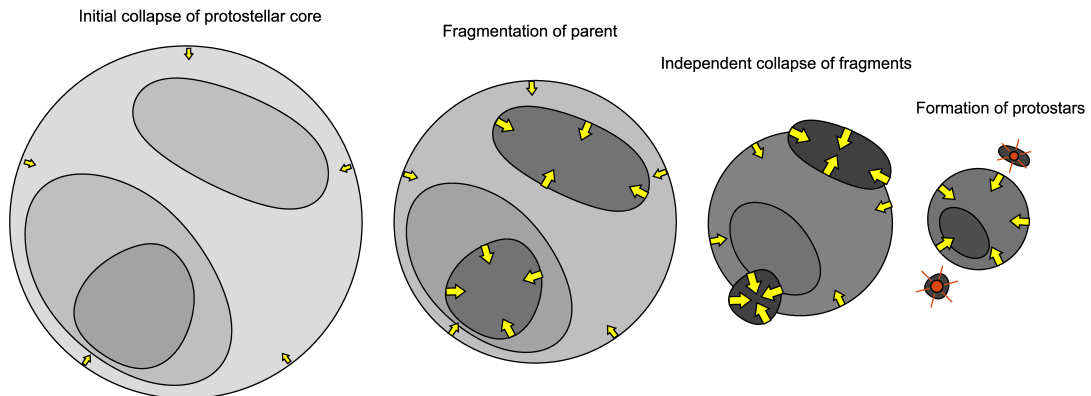 Initial collapse of protostellar core
Fragmentation of parent
Independent collapse of fragments
Formation of protostars